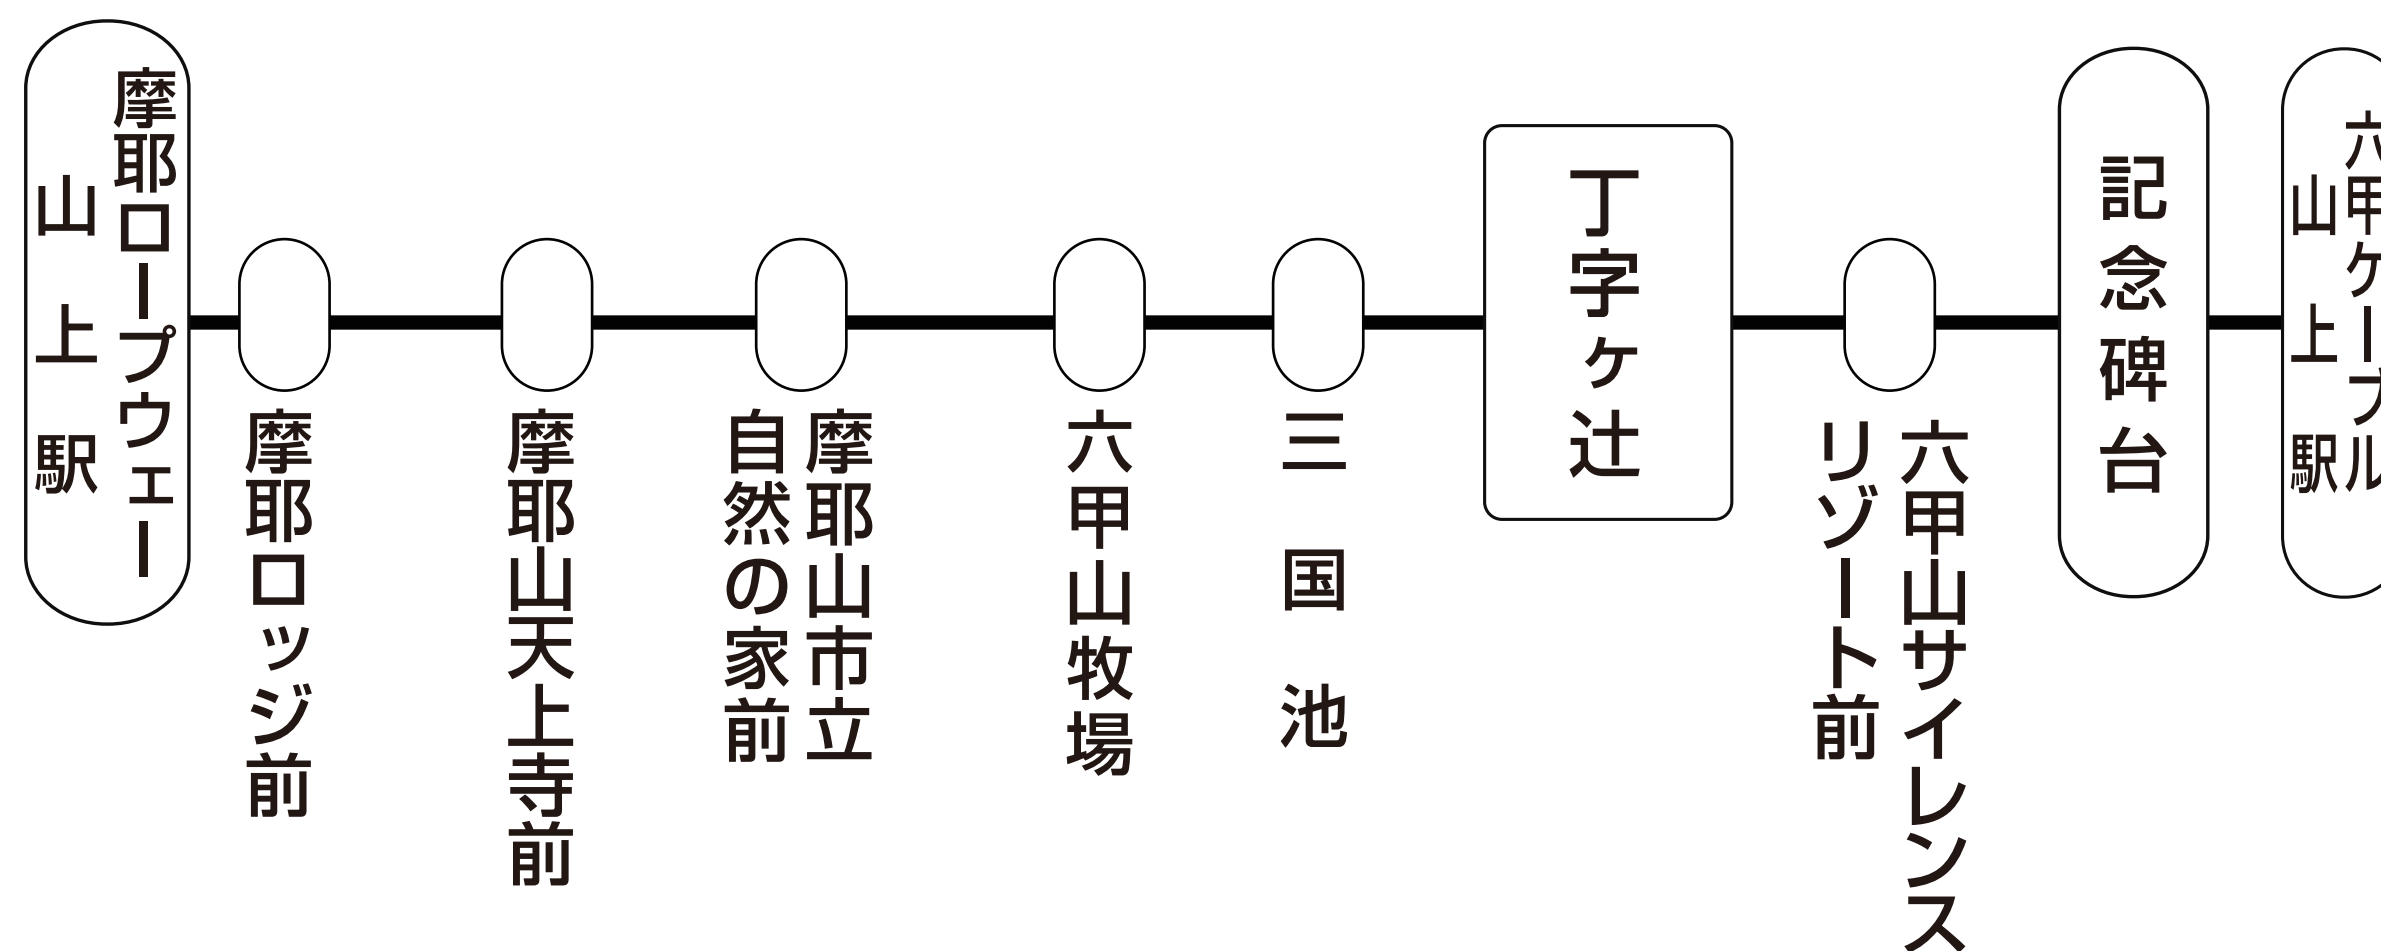 摩耶ロープウェー
山上駅
摩耶ロッジ前
摩耶山天上寺前
摩耶山市立
自然の家前
六甲山牧場
三国池
丁字ヶ辻
六甲山サイレンス
リゾート前
記念碑台
六甲ケーブル
山上駅